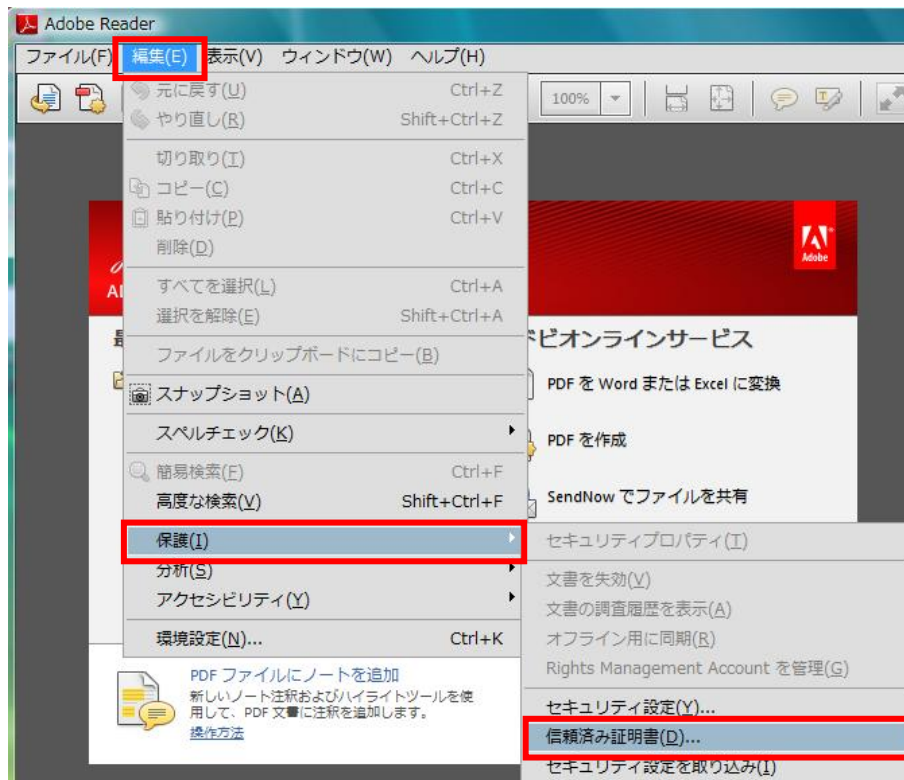 Adobe Reader
ファイル(F) 編集(E) 表示(V) ウィンドウ(W) ヘルプ(H)
元に戻す(U) Ctrl+Z
やり直し(R) Shift+Ctrl+Z
100%
切り取り(T) Ctrl+X
コピー(C) Ctrl+C
貼り付け(P) Ctrl+V
削除(D)
Adobe
すべてを選択(L) Ctrl+A
選択を解除(E) Shift+Ctrl+A
ファイルをクリップボードにコピー(B)
ドビオンラインサービス
スナップショット(A)
PDF を Word または Excel に変換
スペルチェック(K)
PDF を作成
簡易検索(F) Ctrl+F
高度な検索(V) Shift+Ctrl+F
SendNow でファイルを共有
保護(I)
セキュリティプロパティ(T)
分析(S)
文書を失効(V)
アクセシビリティ(Y)
文書の調査履歴を表示(A)
環境設定(N)... Ctrl+K
オフライン用に同期(R)
Rights Management Account を管理(G)
PDF ファイルにノートを追加
新しいノート注釈およびハイライトツールを使
用して、PDF 文書に注釈を追加します。
操作方法
セキュリティ設定(Y)...
信頼済み証明書(D)...
セキュリティ設定を取り込み(I)